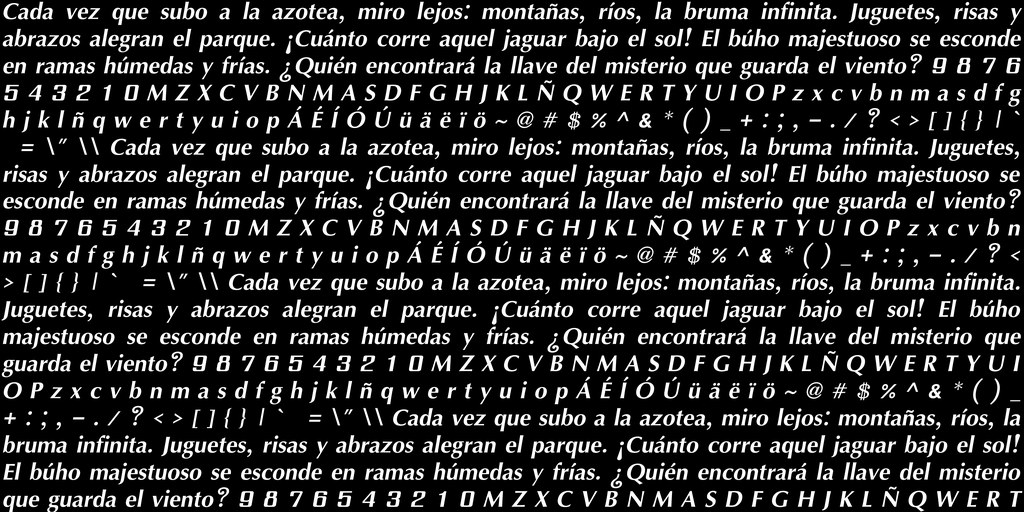 Cada vez que subo a la azotea, miro lejos: montañas, ríos, la bruma infinita. Juguetes, risas y
abrazos alegran el parque. ¡Cuánto corre aquel jaguar bajo el sol! El búho majestuoso se esconde
en ramas húmedas y frías. ¿Quién encontrará la llave del misterio que guarda el viento? 9 8 7 6
5 4 3 2 1 0 M Z X C V B N M A S D F G H J K L Ñ Q W E R T Y U I O P z x c v b n m a s d f g
h j k l ñ q w e r t y u i o p Á É Í Ó Ú ü ä ë ï ö ~ @ # $ % ^ & * ( ) _ + : ; , – . / ? < > [ ] { } | `
= \" \\ Cada vez que subo a la azotea, miro lejos: montañas, ríos, la bruma infinita. Juguetes,
risas y abrazos alegran el parque. ¡Cuánto corre aquel jaguar bajo el sol! El búho majestuoso se
esconde en ramas húmedas y frías. ¿Quién encontrará la llave del misterio que guarda el viento?
9 8 7 6 5 4 3 2 1 0 M Z X C V B N M A S D F G H J K L Ñ Q W E R T Y U I O P z x c v b n
m a s d f g h j k l ñ q w e r t y u i o p Á É Í Ó Ú ü ä ë ï ö ~ @ # $ % ^ & * ( ) _ + : ; , – . / ? <
> [ ] { } | ` = \" \\ Cada vez que subo a la azotea, miro lejos: montañas, ríos, la bruma infinita.
Juguetes, risas y abrazos alegran el parque. ¡Cuánto corre aquel jaguar bajo el sol! El búho
majestuoso se esconde en ramas húmedas y frías. ¿Quién encontrará la llave del misterio que
guarda el viento? 9 8 7 6 5 4 3 2 1 0 M Z X C V B N M A S D F G H J K L Ñ Q W E R T Y U I
O P z x c v b n m a s d f g h j k l ñ q w e r t y u i o p Á É Í Ó Ú ü ä ë ï ö ~ @ # $ % ^ & * ( ) _
+ : ; , – . / ? < > [ ] { } | ` = \" \\ Cada vez que subo a la azotea, miro lejos: montañas, ríos, la
bruma infinita. Juguetes, risas y abrazos alegran el parque. ¡Cuánto corre aquel jaguar bajo el sol!
El búho majestuoso se esconde en ramas húmedas y frías. ¿Quién encontrará la llave del misterio
que guarda el viento? 9 8 7 6 5 4 3 2 1 0 M Z X C V B N M A S D F G H J K L Ñ Q W E R T